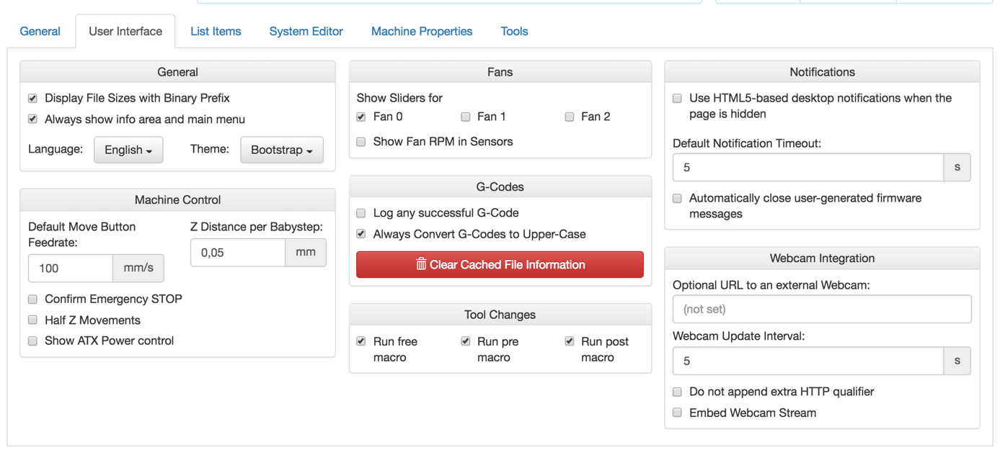 General
User Interface
List Items
System Editor
Machine Properties
Tools
General
Display File Sizes with Binary Prefix
Always show info area and main menu
Language:
English
Theme:
Bootstrap
Machine Control
Default Move Button
Feedrate:
100
mm/s
Z Distance per Babystep:
0,05
mm
Confirm Emergency STOP
Half Z Movements
Show ATX Power control
Fans
Show Sliders for
Fan 0
Fan 1
Fan 2
Show Fan RPM in Sensors
G-Codes
Log any successful G-Code
Always Convert G-Codes to Upper-Case
Clear Cached File Information
Tool Changes
Run free
macro
Run pre
macro
Run post
macro
Notifications
Use HTML5-based desktop notifications when the
page is hidden
Default Notification Timeout:
5
s
Automatically close user-generated firmware
messages
Webcam Integration
Optional URL to an external Webcam:
(not set)
Webcam Update Interval:
5
s
Do not append extra HTTP qualifier
Embed Webcam Stream